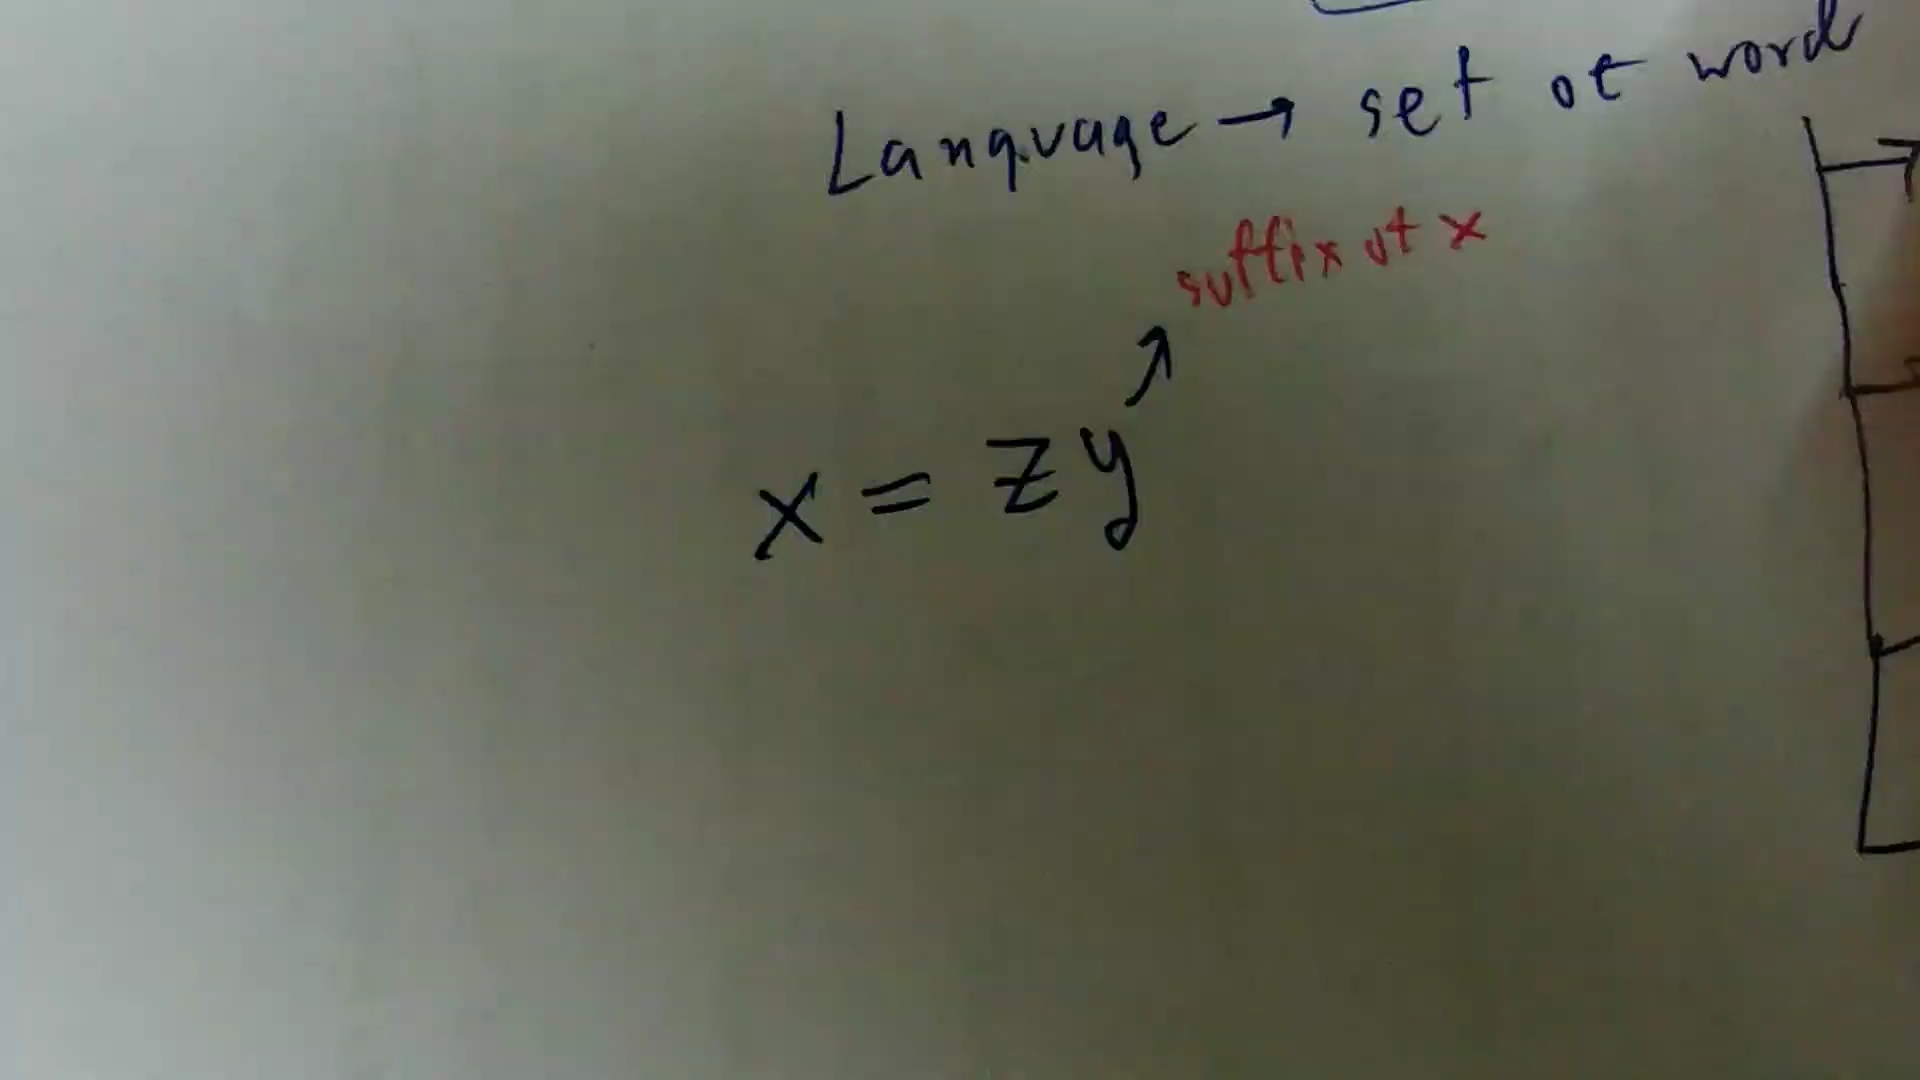 Language → set of word
suffix of x
x = zy